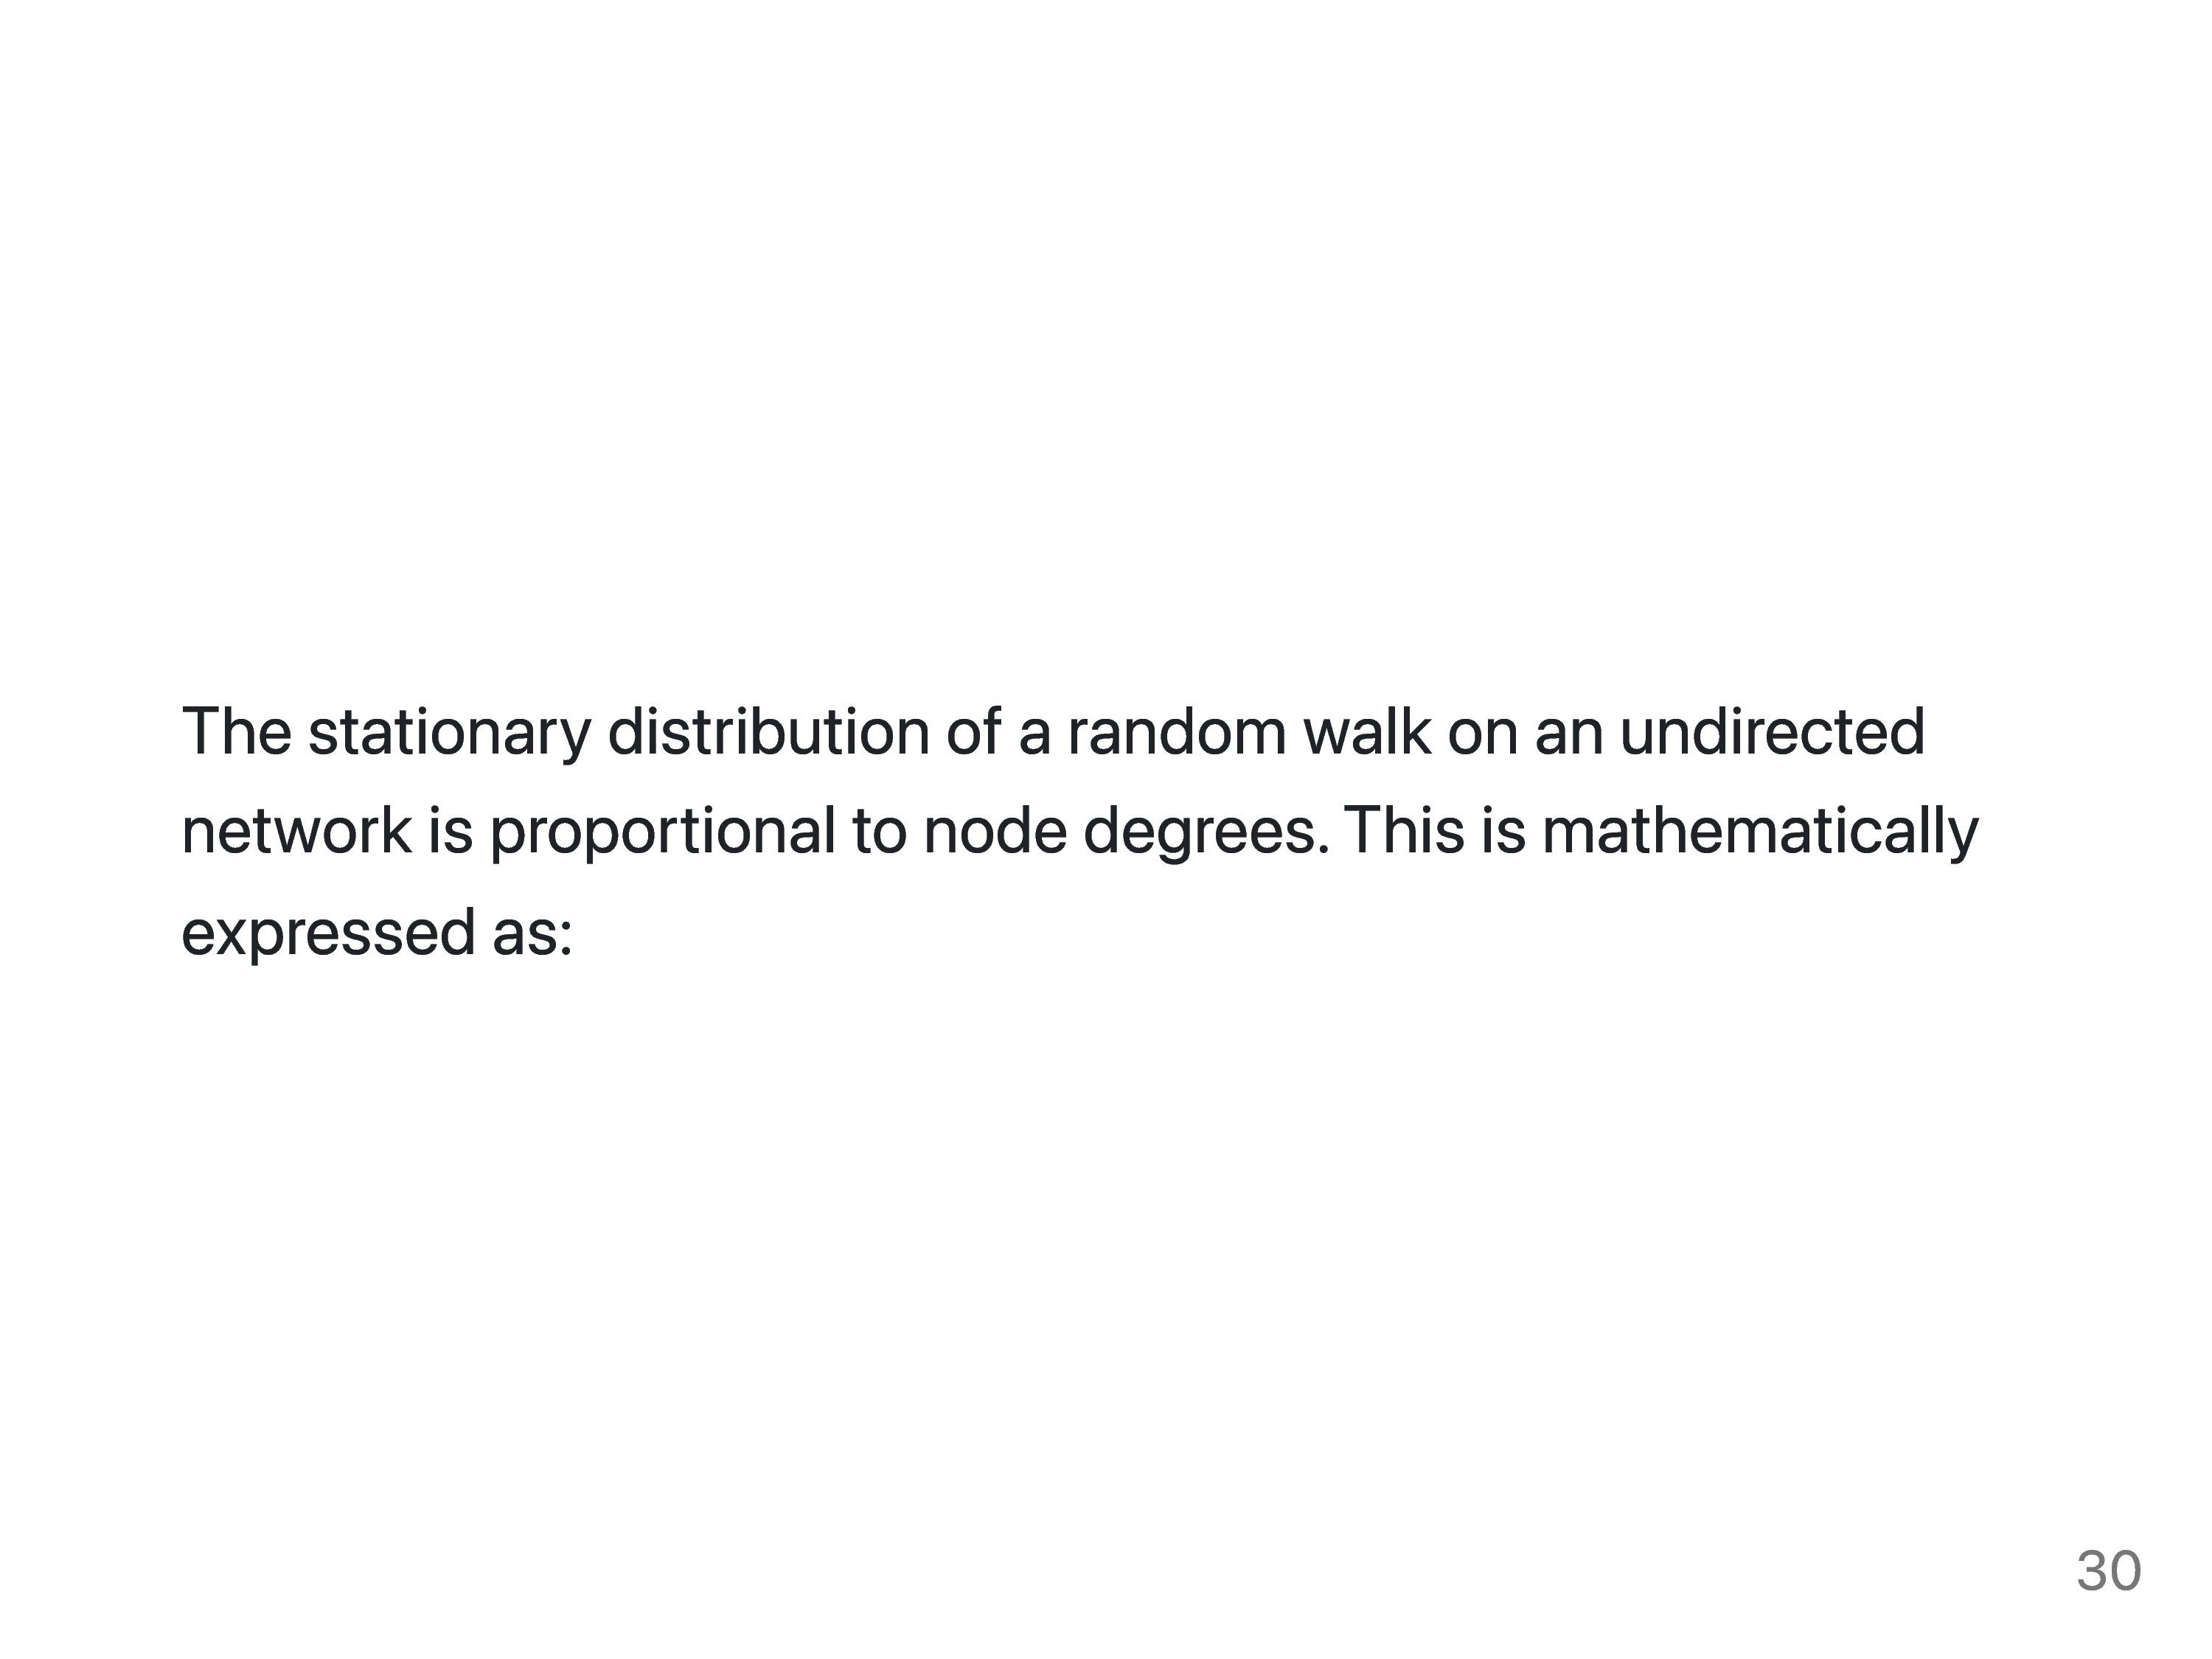 The stationary distribution of a random walk on an undirected
network is proportional to node degrees. This is mathematically
expressed as:
30